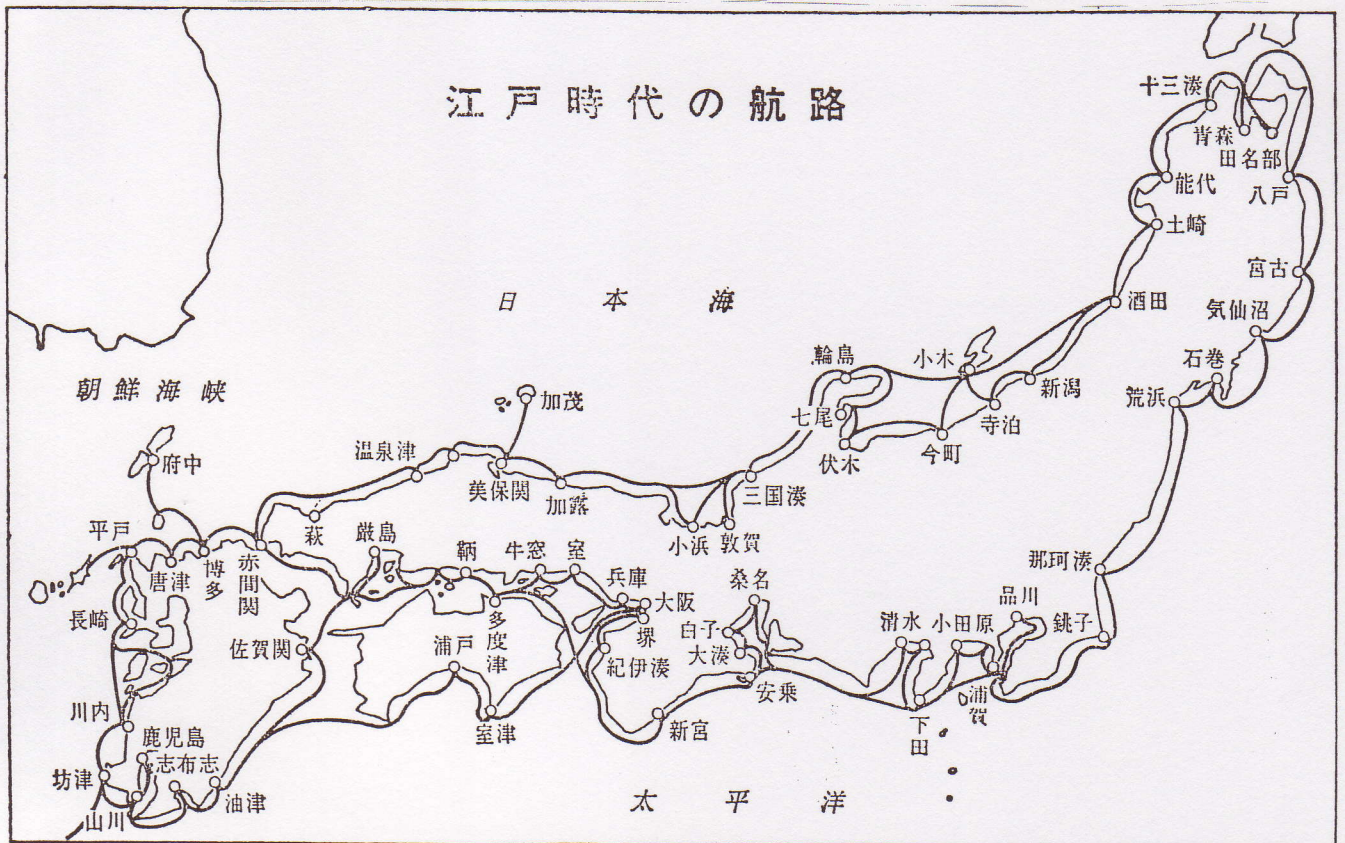 江戸時代の航路
十三湊
青森
田名部
能代
八戸
土崎
宮古
酒田
気仙沼
石巻
荒浜
日本海
輪島
小木
新潟
七尾
寺泊
伏木
今町
朝鮮海峡
加茂
府中
温泉津
美保関
加露
三国湊
小浜
敦賀
萩
平戸
唐津
博多
赤間関
厳島
鞆
牛窓
室
兵庫
大阪
堺
桑名
白子
大湊
那珂湊
品川
銚子
清水
小田原
長崎
佐賀関
浦戸
多度津
紀伊湊
安乗
浦賀
下田
室津
新宮
川内
鹿児島
志布志
坊津
山川
油津
太平洋